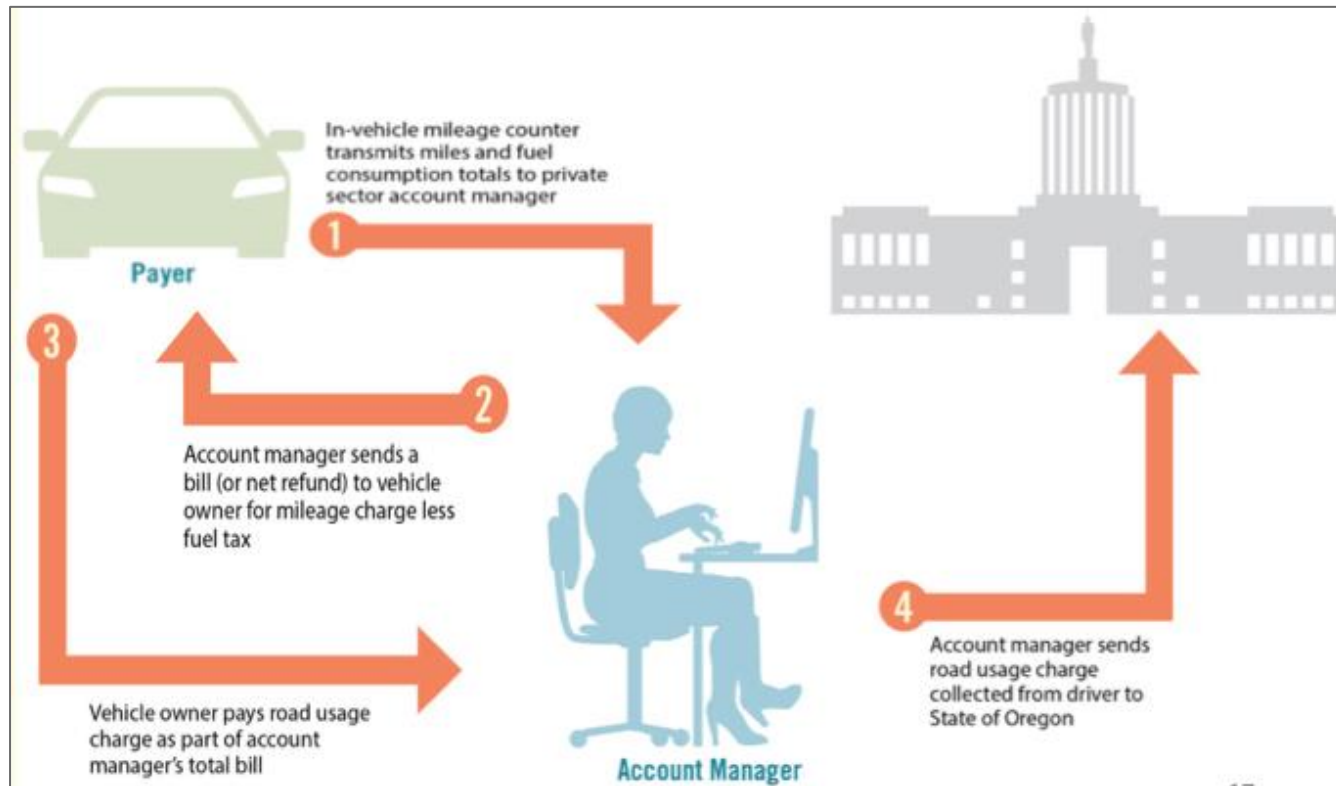 In-vehicle mileage counter
transmits miles and fuel
consumption totals to private
sector account manager
1
Payer
3
2
Account manager sends a
bill (or net refund) to vehicle
owner for mileage charge less
fuel tax
4
Account manager sends
road usage charge
collected from driver to
State of Oregon
Vehicle owner pays road usage
charge as part of account
manager's total bill
Account Manager